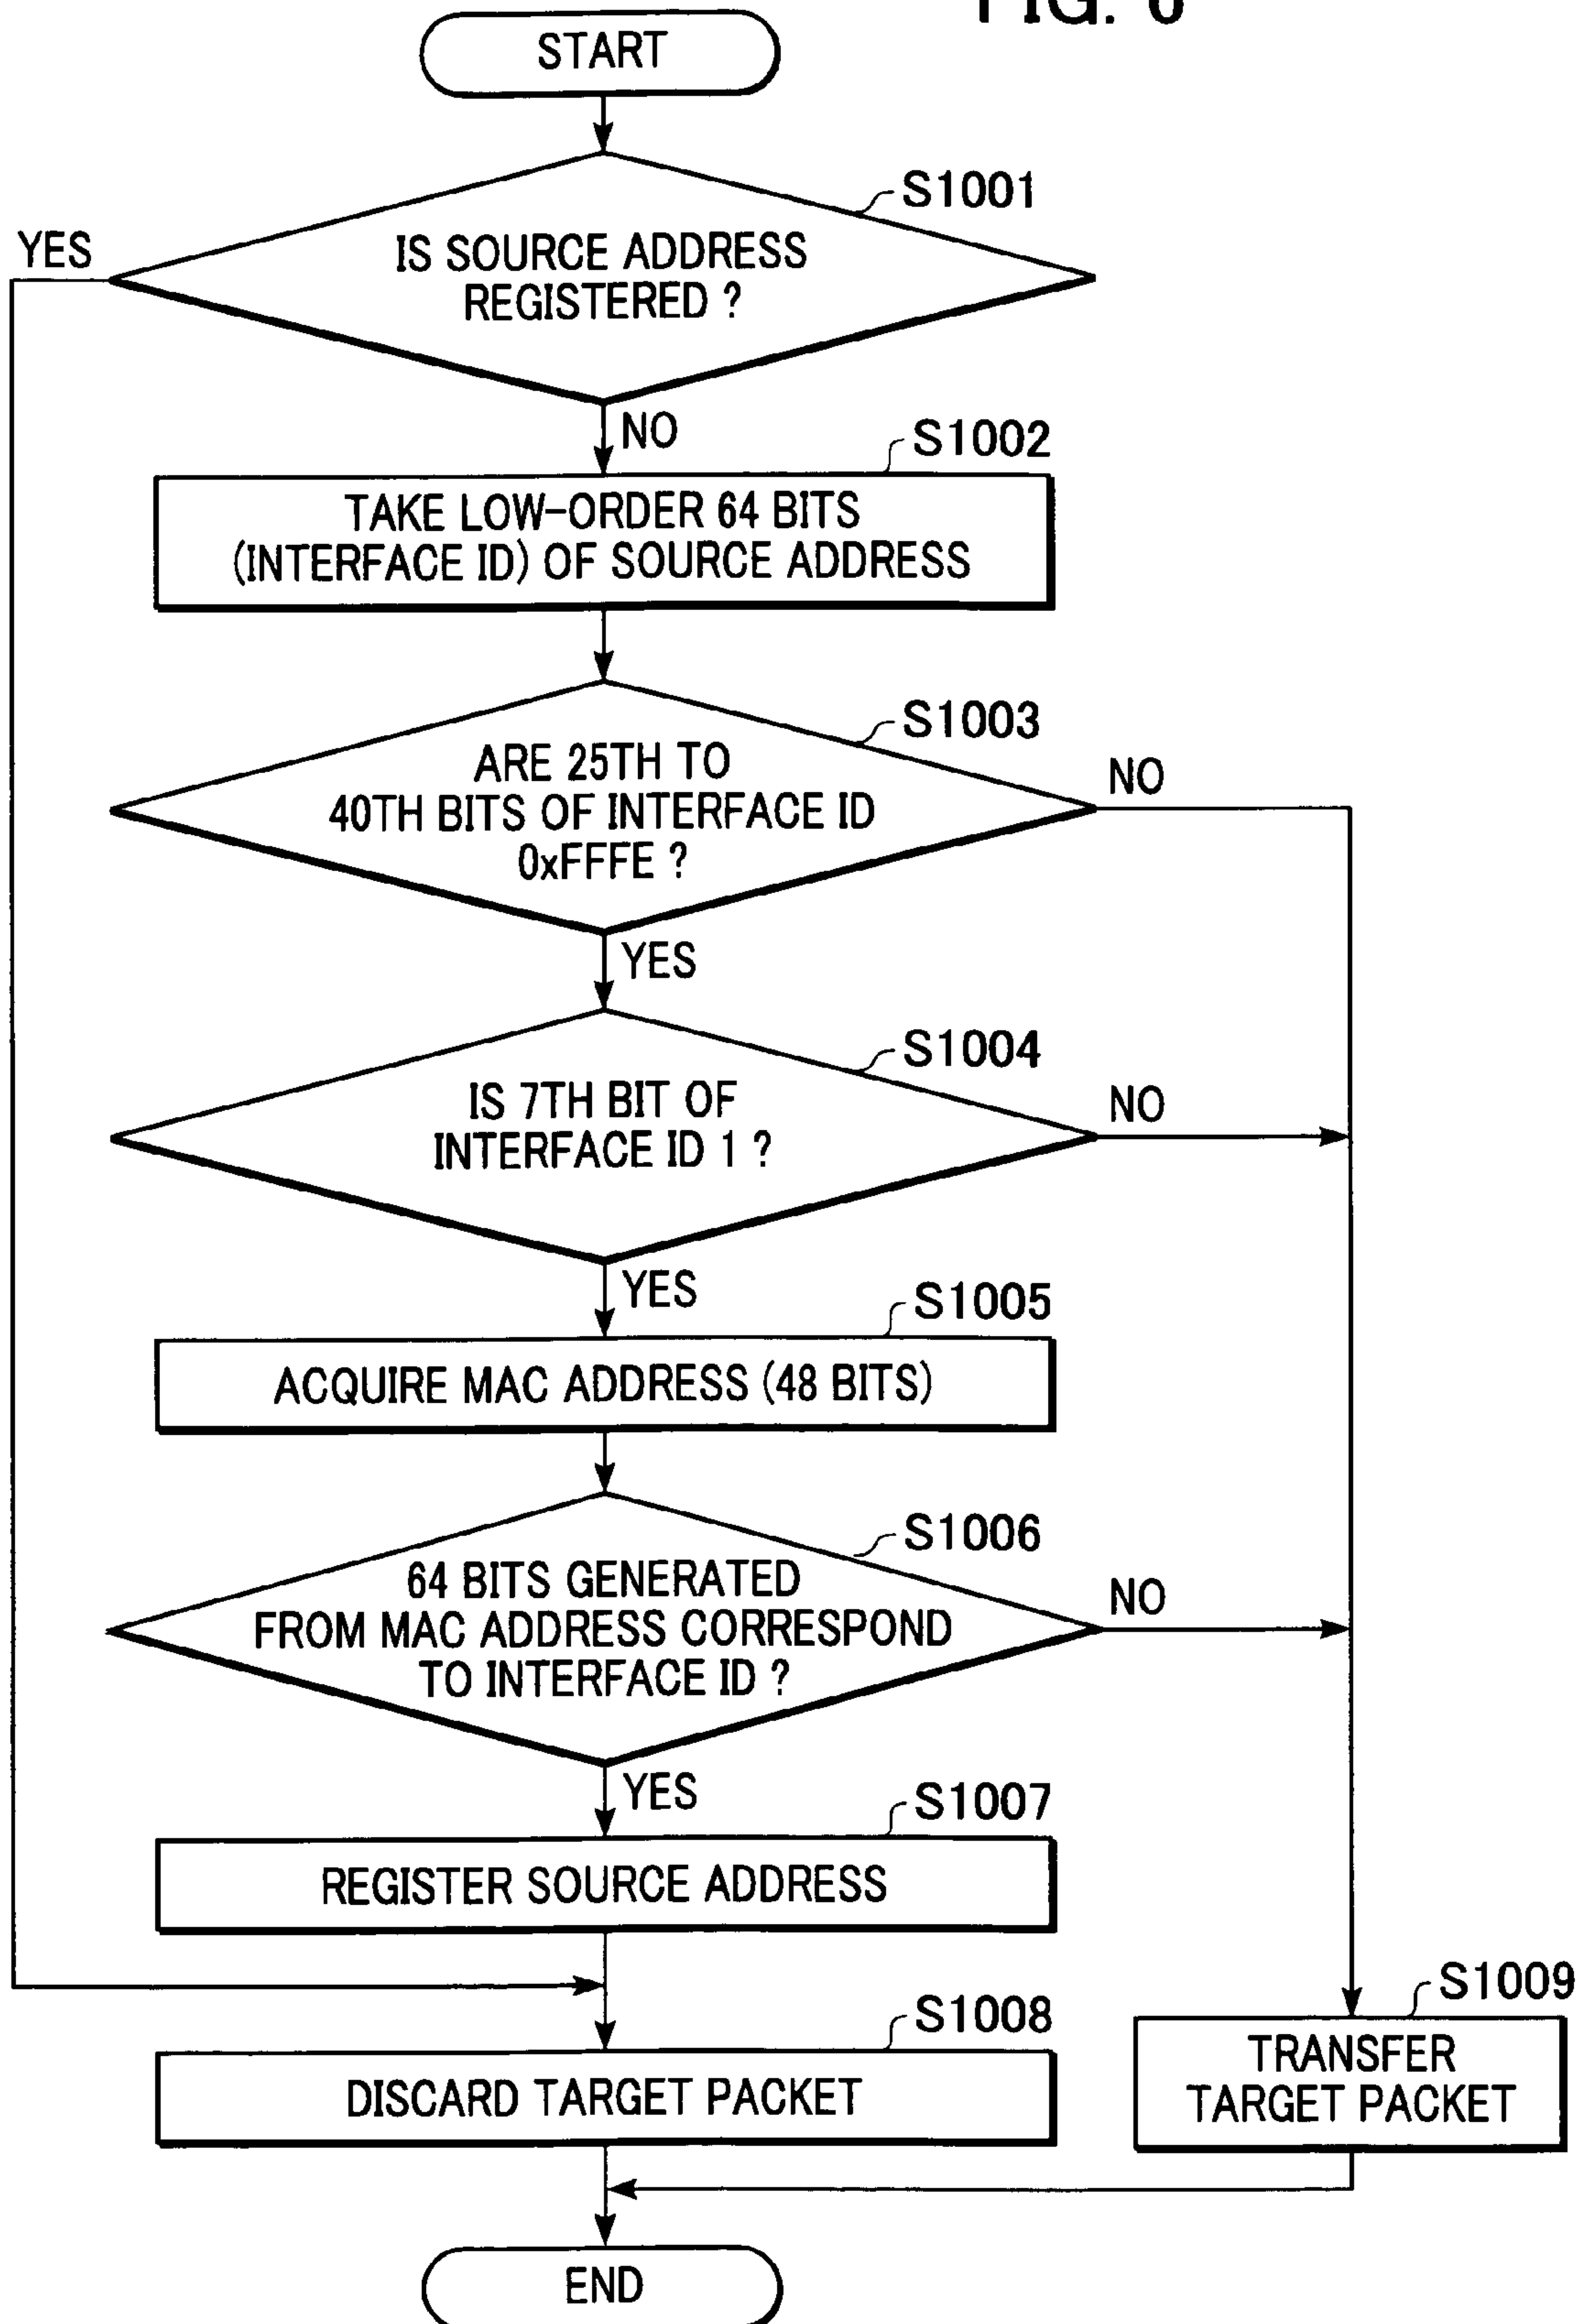 FIG. 6
START
S1001
YES
IS SOURCE ADDRESS
REGISTERED ?
NO
S1002
TAKE LOW-ORDER 64 BITS
(INTERFACE ID) OF SOURCE ADDRESS
S1003
ARE 25TH TO
40TH BITS OF INTERFACE ID
0xFFFE ?
NO
YES
S1004
IS 7TH BIT OF
INTERFACE ID 1 ?
NO
YES
S1005
ACQUIRE MAC ADDRESS (48 BITS)
S1006
64 BITS GENERATED
FROM MAC ADDRESS CORRESPOND
TO INTERFACE ID ?
NO
YES
S1007
REGISTER SOURCE ADDRESS
S1008
DISCARD TARGET PACKET
S1009
TRANSFER
TARGET PACKET
END